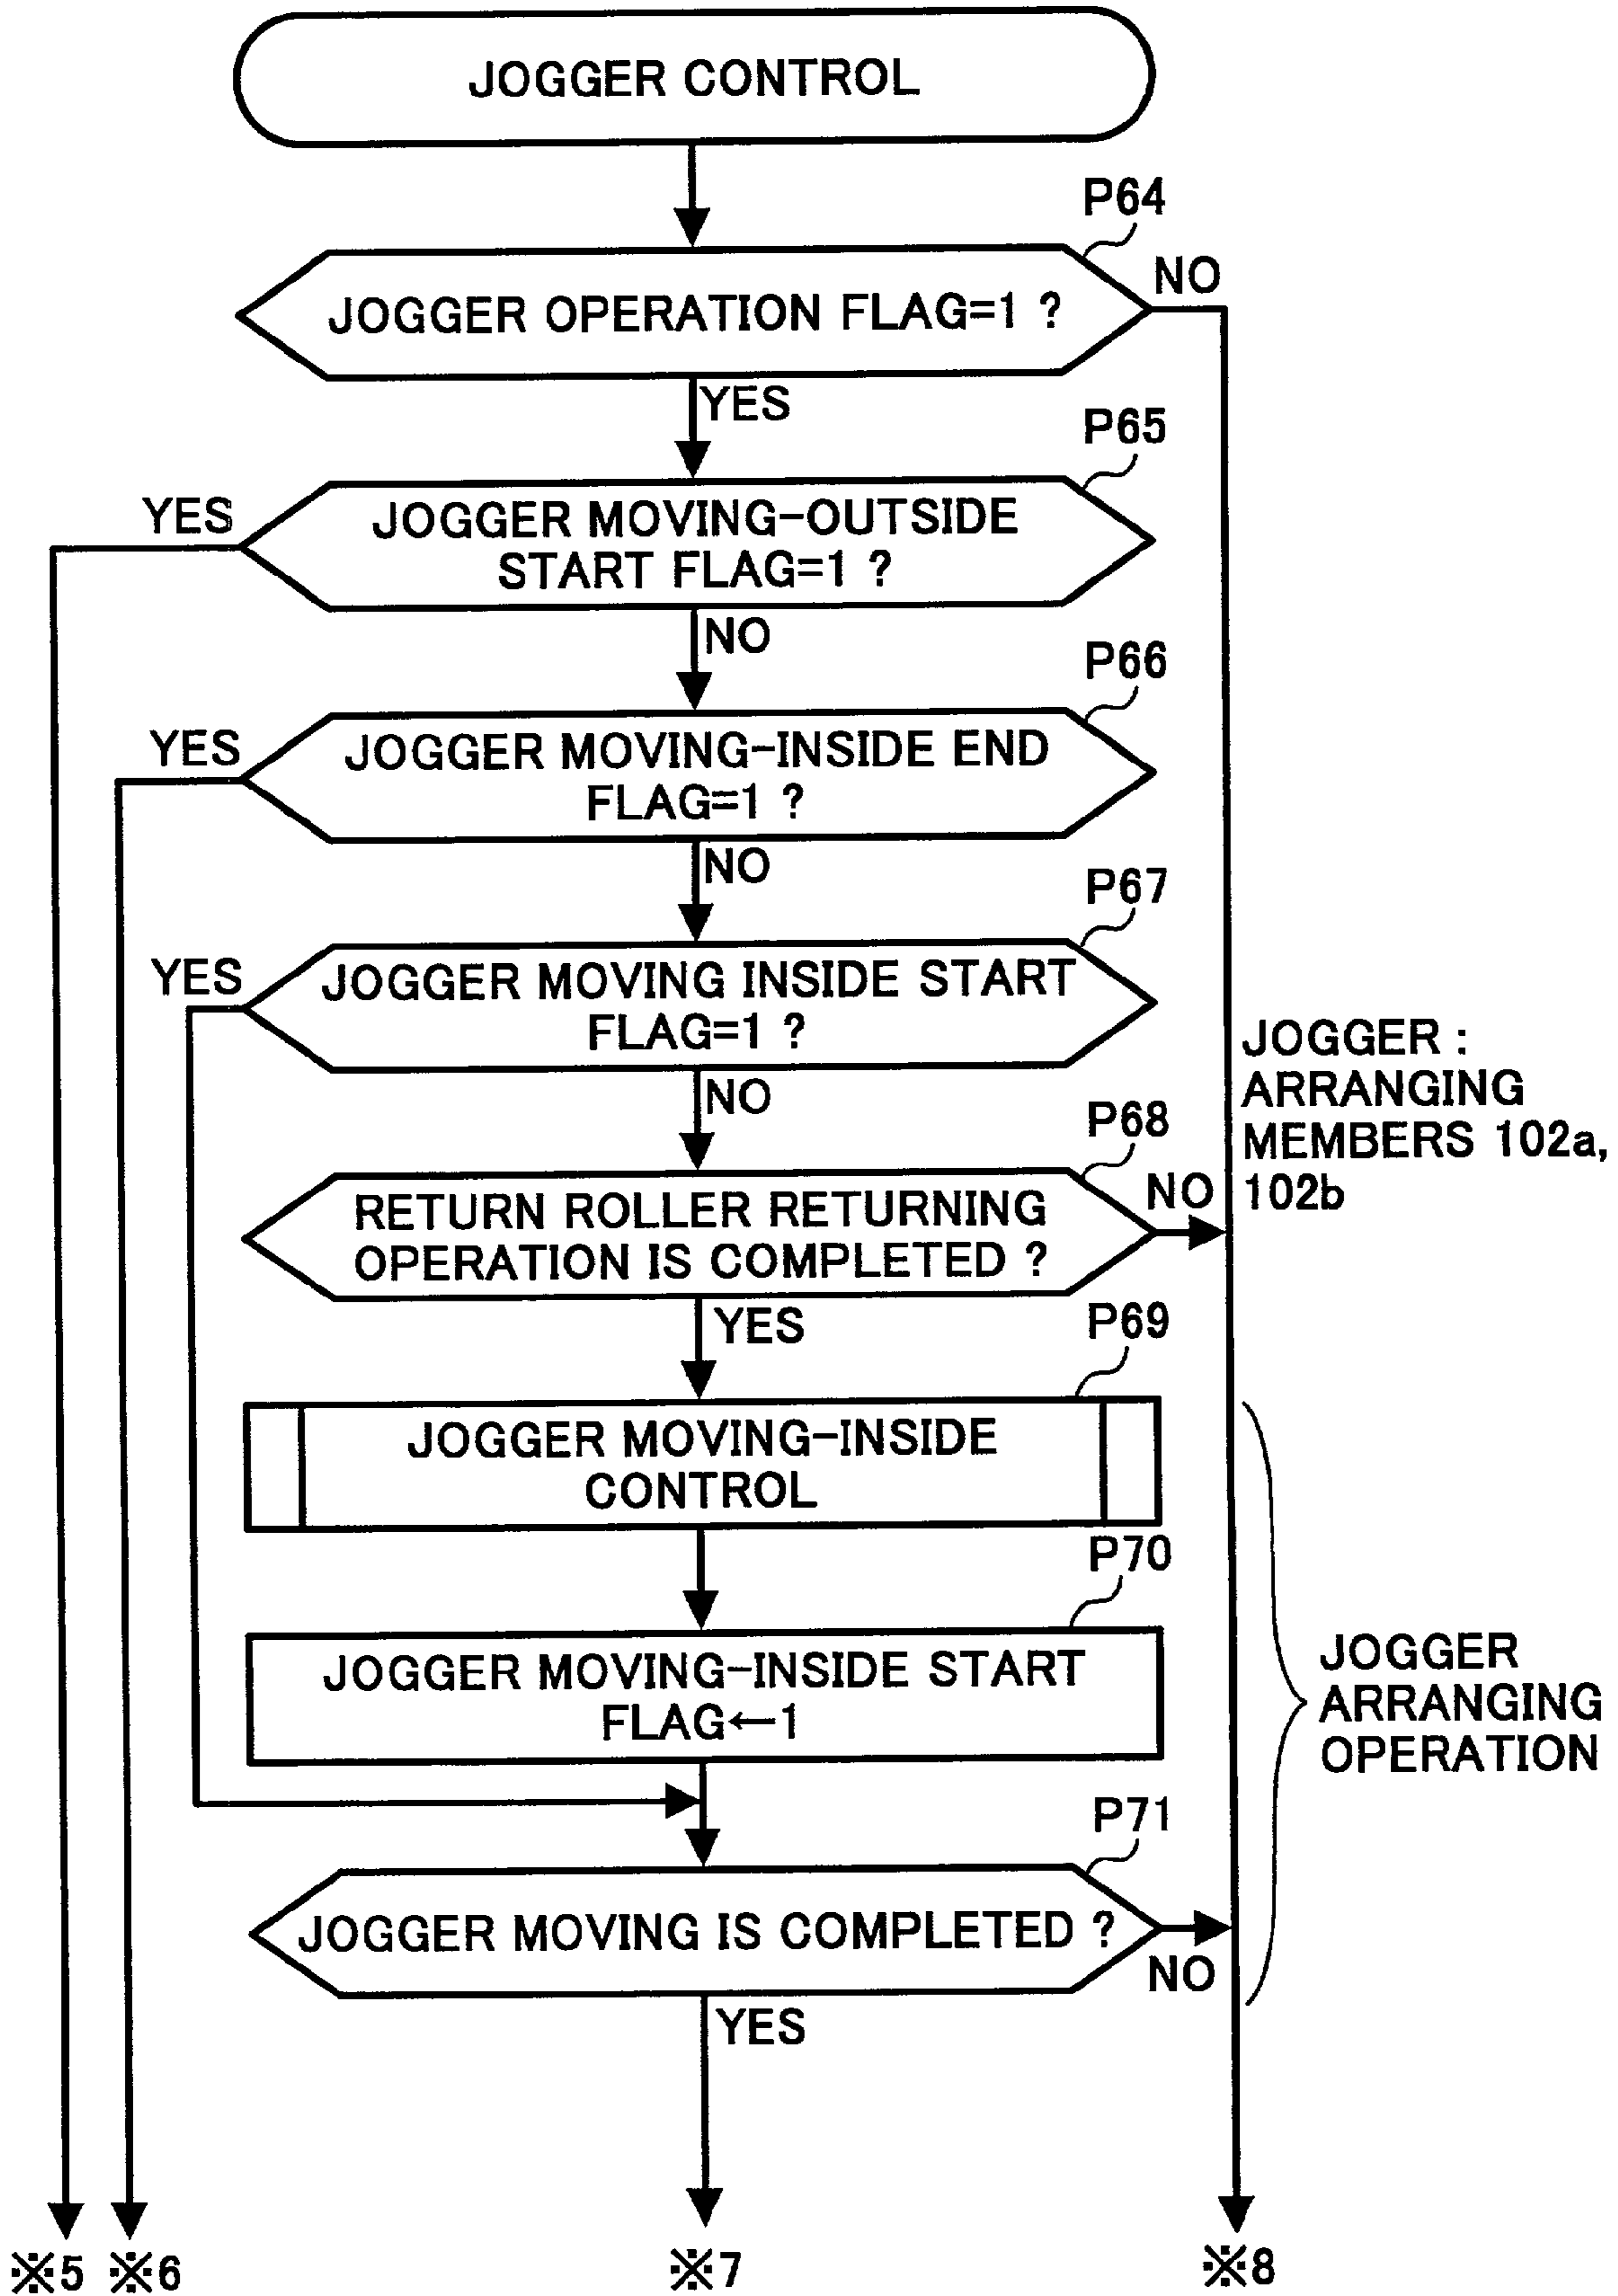 JOGGER CONTROL
P64
NO
JOGGER OPERATION FLAG=1 ?
YES
P65
YES
JOGGER MOVING-OUTSIDE
START FLAG=1 ?
NO
P66
YES
JOGGER MOVING-INSIDE END
FLAG=1 ?
NO
P67
YES
JOGGER MOVING INSIDE START
FLAG=1 ?
NO
JOGGER :
ARRANGING
MEMBERS 102a,
102b
P68
NO
RETURN ROLLER RETURNING
OPERATION IS COMPLETED ?
YES
P69
JOGGER MOVING-INSIDE
CONTROL
P70
JOGGER MOVING-INSIDE START
FLAG←1
JOGGER
ARRANGING
OPERATION
P71
JOGGER MOVING IS COMPLETED ?
NO
YES
※5
※6
※7
※8